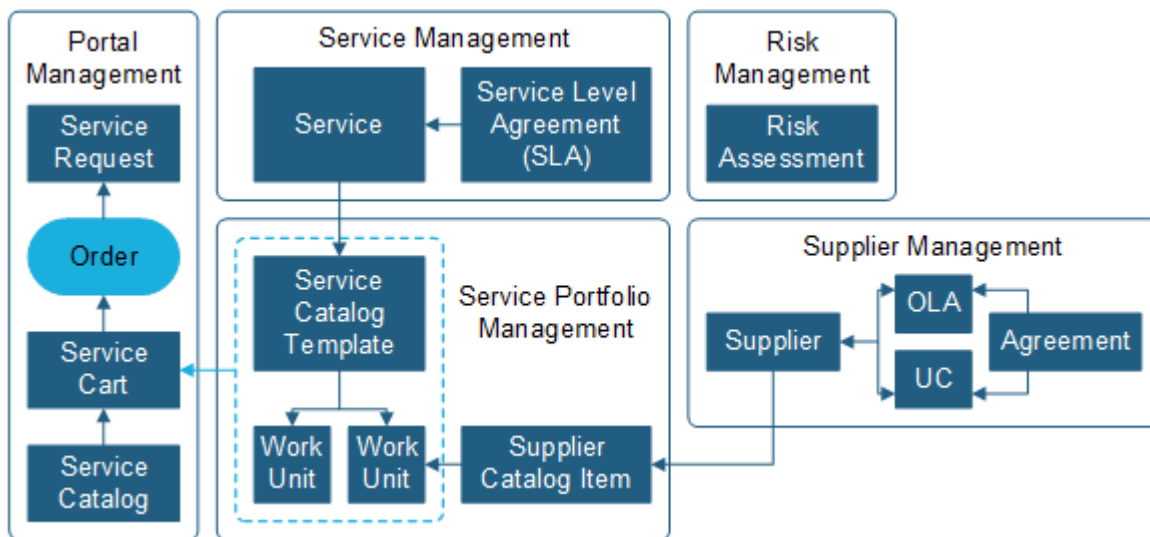 Portal
Management
Service
Request
Order
Service
Cart
Service
Catalog
Service Management
Service
Service Level
Agreement
(SLA)
Risk
Management
Risk
Assessment
Service
Catalog
Template
Service Portfolio
Management
Work
Unit
Work
Unit
Supplier
Catalog Item
Supplier Management
Supplier
OLA
UC
Agreement